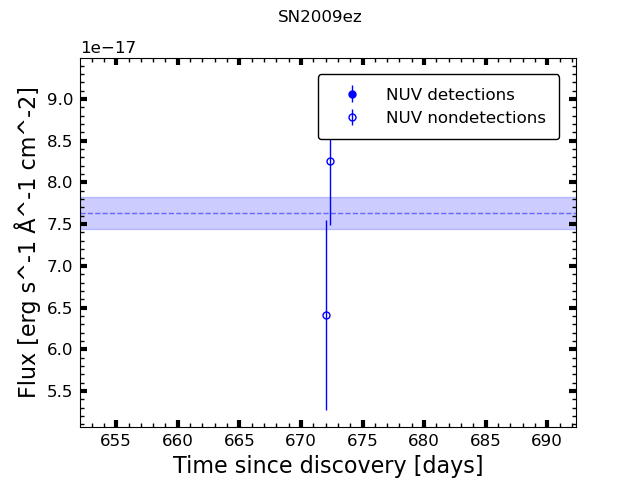 SN2009ez
1e−17
NUV detections
NUV nondetections
9.0
8.5
8.0
7.5
7.0
6.5
6.0
5.5
Flux [erg s^-1 Å^-1 cm^-2]
655 660 665 670 675 680 685 690
Time since discovery [days]